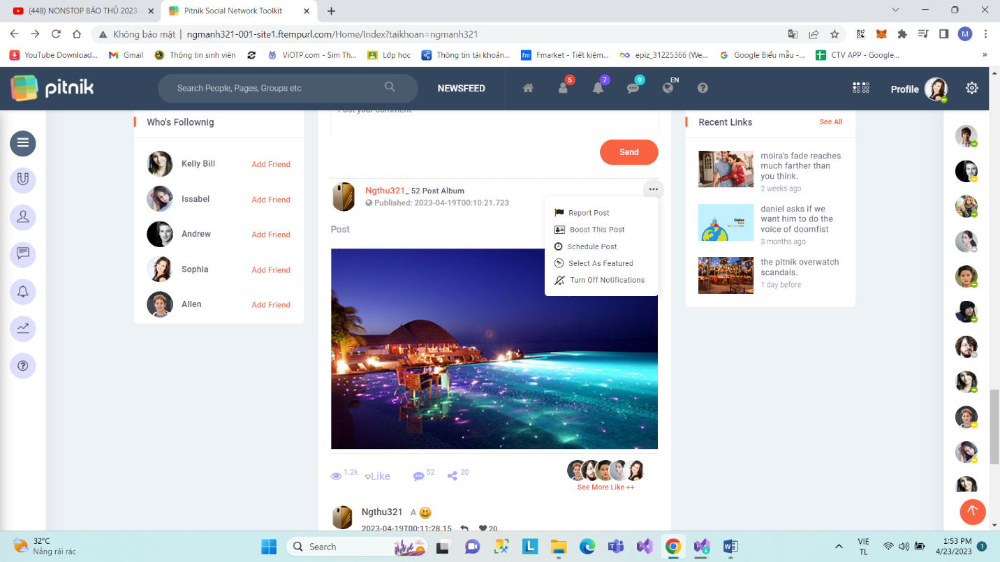 (448) NONSTOP BÁO THỦ 2023
Pitnik Social Network Toolkit
Không bảo mật | ngmanh321-001-site1.ftempurl.com/Home/Index?taikhoan=ngmanh321
M
YouTube Download...
Gmail
Thông tin sinh viên
ViOTP.com - Sim Th...
Lớp học
Thông tin tài khoản...
fm Fmarket - Tiết kiệm...
epiz_31225366 (We...
Google Biểu mẫu -...
CTV APP - Google...
»
pitnik
Search People, Pages, Groups etc
NEWSFEED
5
7
9
EN
Profile
Who's Follownig
Kelly Bill Add Friend
Issabel Add Friend
Andrew Add Friend
Sophia Add Friend
Allen Add Friend
Post your comment
Send
Ngthu321_ 52 Post Album
Published: 2023-04-19T00:10:21.723
Report Post
Boost This Post
Schedule Post
Select As Featured
Turn Off Notifications
Post
1.2k Like 52 20
See More Like ++
Ngthu321 A 😃
2023-04-19T00:11:28.15 20
Recent Links See All
moira's fade reaches
much farther than
you think.
2 weeks ago
daniel asks if we
want him to do the
voice of doomfist
3 months ago
the pitnik overwatch
scandals.
1 day before
32°C
Nắng rải rác
Search
VIE
TL
1:53 PM
4/23/2023
1